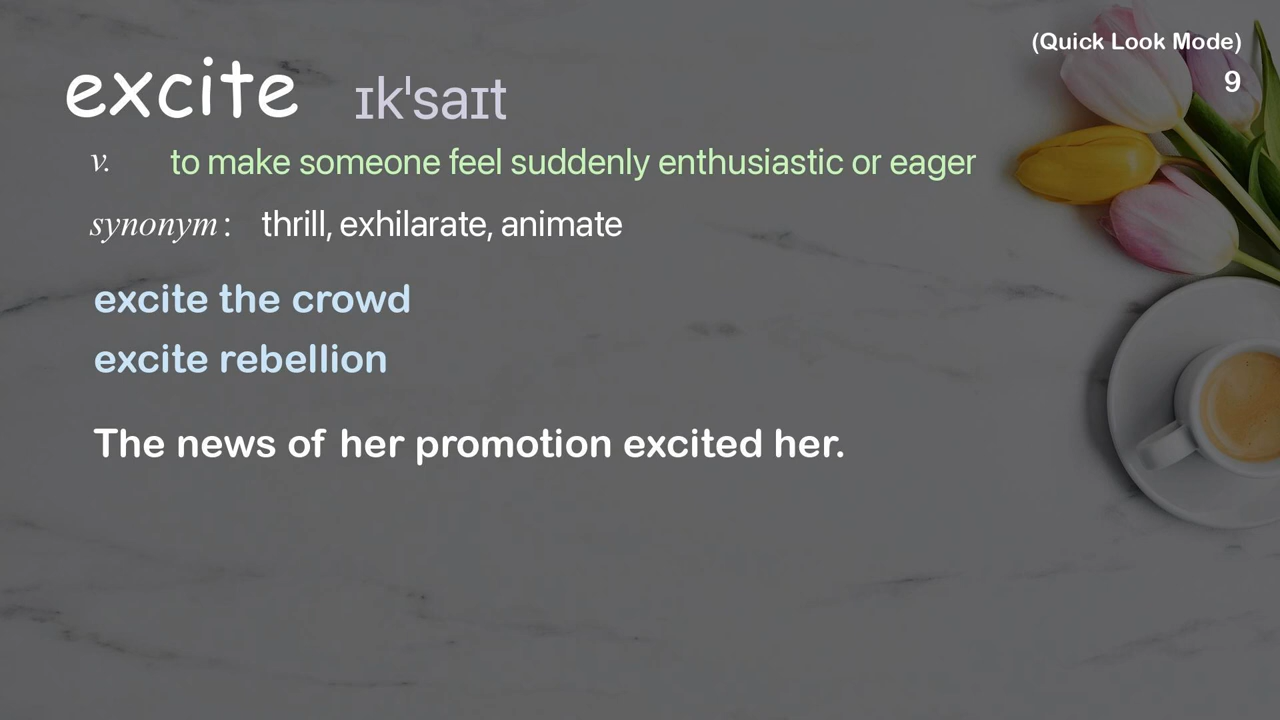 (Quick Look Mode)
9
excite ɪkˈsaɪt
v. to make someone feel suddenly enthusiastic or eager
synonym: thrill, exhilarate, animate
excite the crowd
excite rebellion
The news of her promotion excited her.